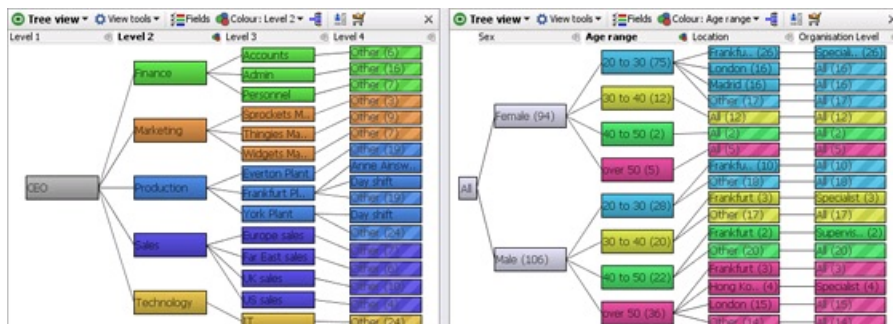 Tree view View tools Fields Colour: Level 2
Level 1 Level 2 Level 3 Level 4
CEO
Finance
Marketing
Production
Sales
Technology
Accounts
Admin
Personnel
Sprockets M...
Thingies Ma...
Widgets Ma...
Everton Plant
Frankfurt Pl...
York Plant
Europe sales
Far East sales
UK sales
US sales
IT
Other (6)
Other (16)
Other (7)
Other (3)
Other (9)
Other (7)
Other (19)
Anne Ainsw...
Day shift
Other (19)
Day shift
Other (24)
Other (24)
Tree view View tools Fields Colour: Age range
Sex Age range Location Organisation Level
All
Female (94)
Male (106)
20 to 30 (75)
30 to 40 (12)
40 to 50 (2)
over 50 (5)
20 to 30 (28)
30 to 40 (20)
40 to 50 (22)
over 50 (36)
Frankfu... (26)
London (16)
Madrid (16)
Other (17)
All (12)
All (2)
All (5)
Frankfu... (10)
Other (18)
Frankfurt (3)
Other (17)
Frankfurt (2)
Other (20)
Frankfurt (3)
Hong Ko... (4)
London (15)
Other (14)
Speciali... (26)
All (16)
All (16)
All (17)
All (12)
All (2)
All (5)
All (10)
All (18)
Specialist (3)
All (17)
Supervis... (2)
All (20)
All (3)
Specialist (4)
All (15)
All (14)